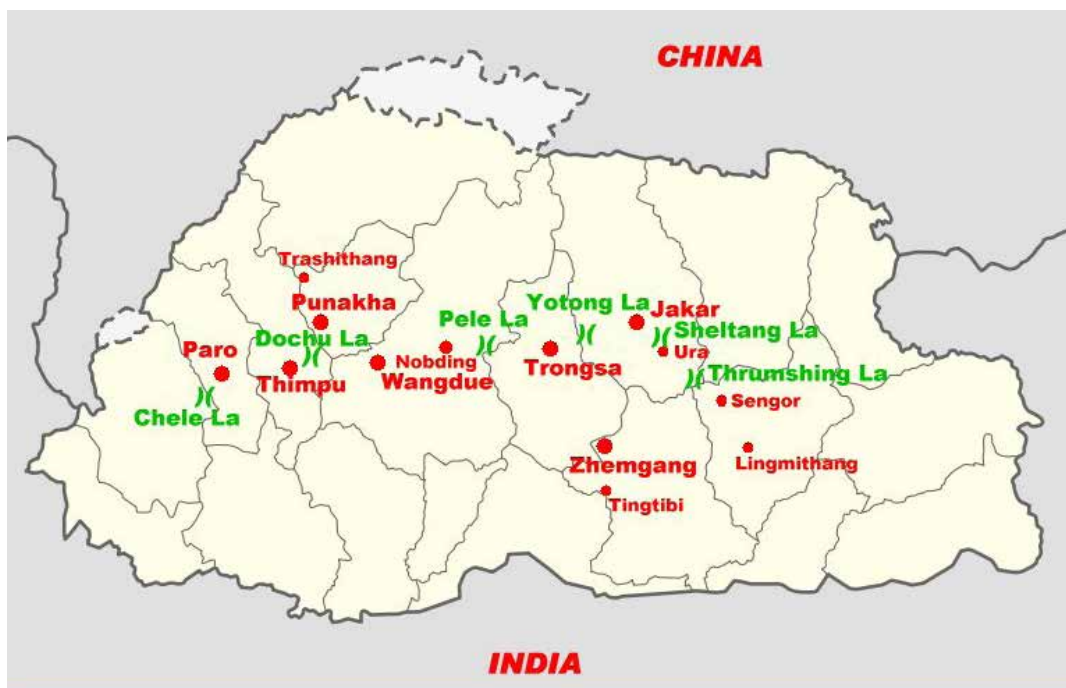 CHINA
Trashithang
Punakha
Yotong La
Jakar
Pele La
Dochu La
Sheltang La
Paro
Nobding
Ura
Thimpu
Wangdue
Trongsa
Thrumshing La
Chele La
Sengor
Zhemgang
Lingmithang
Tingtibi
INDIA